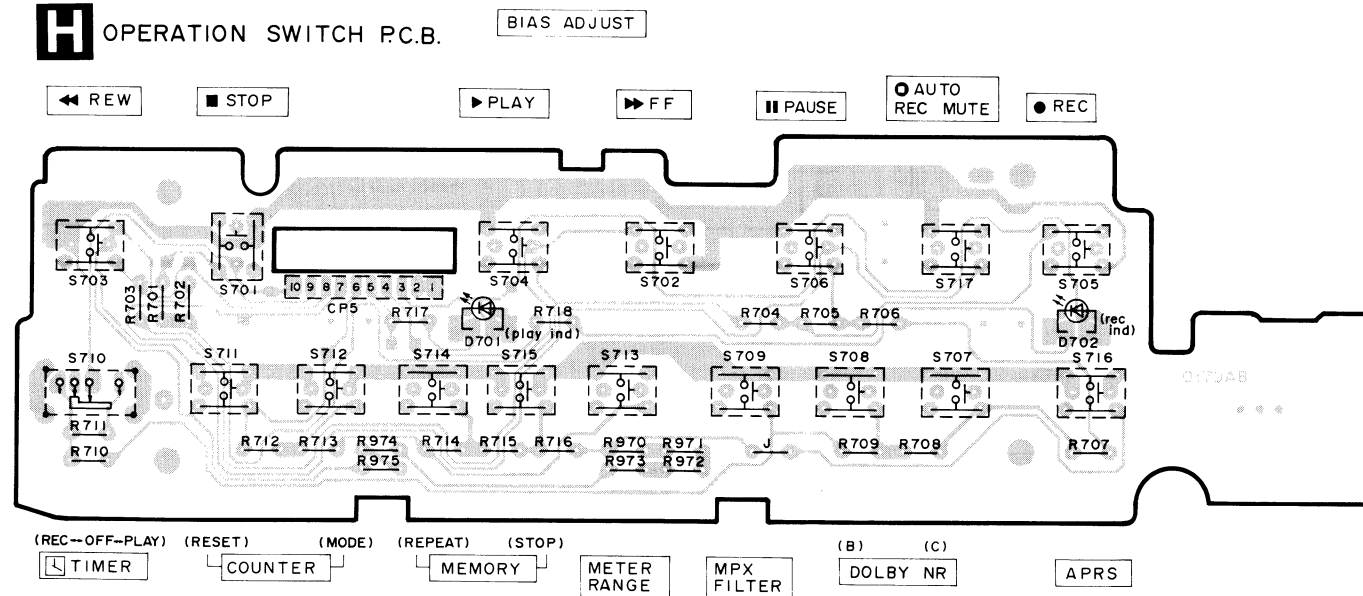 H OPERATION SWITCH P.C.B.
BIAS ADJUST
◀◀ REW
■ STOP
▶ PLAY
▶▶ FF
II PAUSE
AUTO
REC MUTE
● REC
S703
S701
S704
S702
S706
S717
S705
10 9 8 7 6 5 4 3 2 1
CP5
R703
R701
R702
R717
D701
(play ind)
R718
R704
R705
R706
D702
(rec
ind)
S710
S711
S712
S714
S715
S713
S709
S708
S707
S716
R711
R710
R712
R713
R974
R975
R714
R715
R716
R970
R973
R971
R972
J
R709
R708
R707
(REC–OFF–PLAY)
TIMER
(RESET)
(MODE)
COUNTER
(REPEAT)
(STOP)
MEMORY
METER
RANGE
MPX
FILTER
(B)
(C)
DOLBY NR
APRS